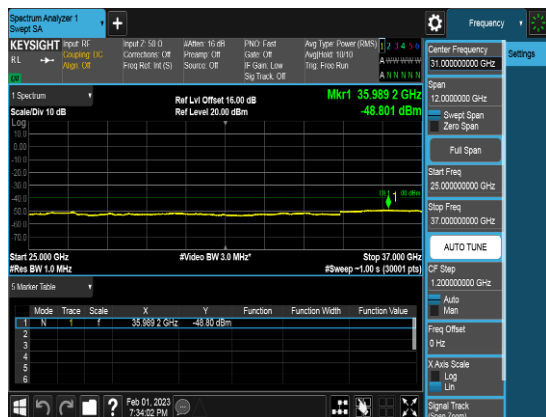 Spectrum Analyzer 1
Swept SA
Frequency
KEYSIGHT
RL
Input: RF
Coupling: DC
Align: Off
Input Z: 50 Ω
Corrections: Off
Freq Ref: Int (S)
#Atten: 16 dB
Preamp: Off
Source: Off
PNO: Fast
Gate: Off
IF Gain: Low
Sig Track: Off
Avg Type: Power (RMS)
Avg|Hold: 10/10
Trig: Free Run
1 2 3 4 5 6
A W W W W W
A N N N N N
1 Spectrum
Scale/Div 10 dB
Ref Lvl Offset 16.00 dB
Ref Level 20.00 dBm
Mkr1 35.989 2 GHz
-48.801 dBm
Log
10.0
0.00
-10.0
-20.0
-30.0
-40.0
-50.0
-60.0
-70.0
1
Start 25.000 GHz
#Res BW 1.0 MHz
#Video BW 3.0 MHz*
Stop 37.000 GHz
#Sweep ~1.00 s (30001 pts)
5 Marker Table
Mode Trace Scale X Y Function Function Width Function Value
1 N 1 f 35.989 2 GHz -48.80 dBm
2
3
4
5
6
Feb 01, 2023
7:34:02 PM
Center Frequency
31.000000000 GHz
Settings
Span
12.0000000 GHz
Swept Span
Zero Span
Full Span
Start Freq
25.000000000 GHz
Stop Freq
37.000000000 GHz
AUTO TUNE
CF Step
1.200000000 GHz
Auto
Man
Freq Offset
0 Hz
X Axis Scale
Log
Lin
Signal Track
(Span Zoom)